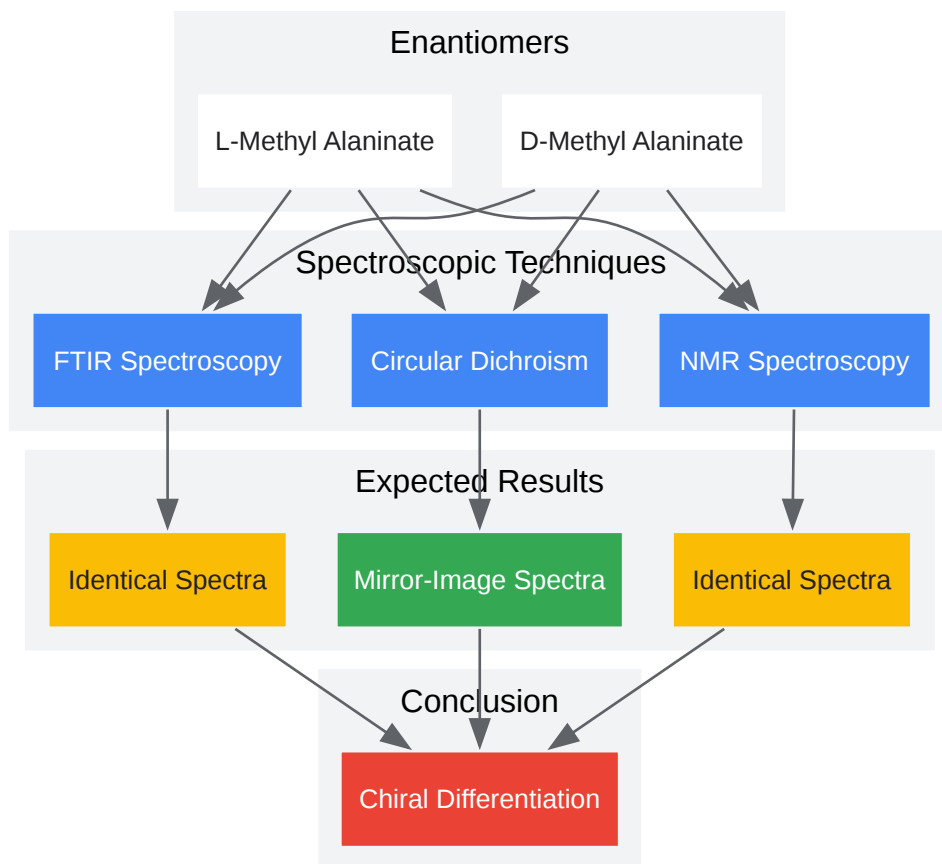 Enantiomers
L-Methyl Alaninate
D-Methyl Alaninate
Spectroscopic Techniques
FTIR Spectroscopy
Circular Dichroism
NMR Spectroscopy
Expected Results
Identical Spectra
Mirror-Image Spectra
Identical Spectra
Conclusion
Chiral Differentiation